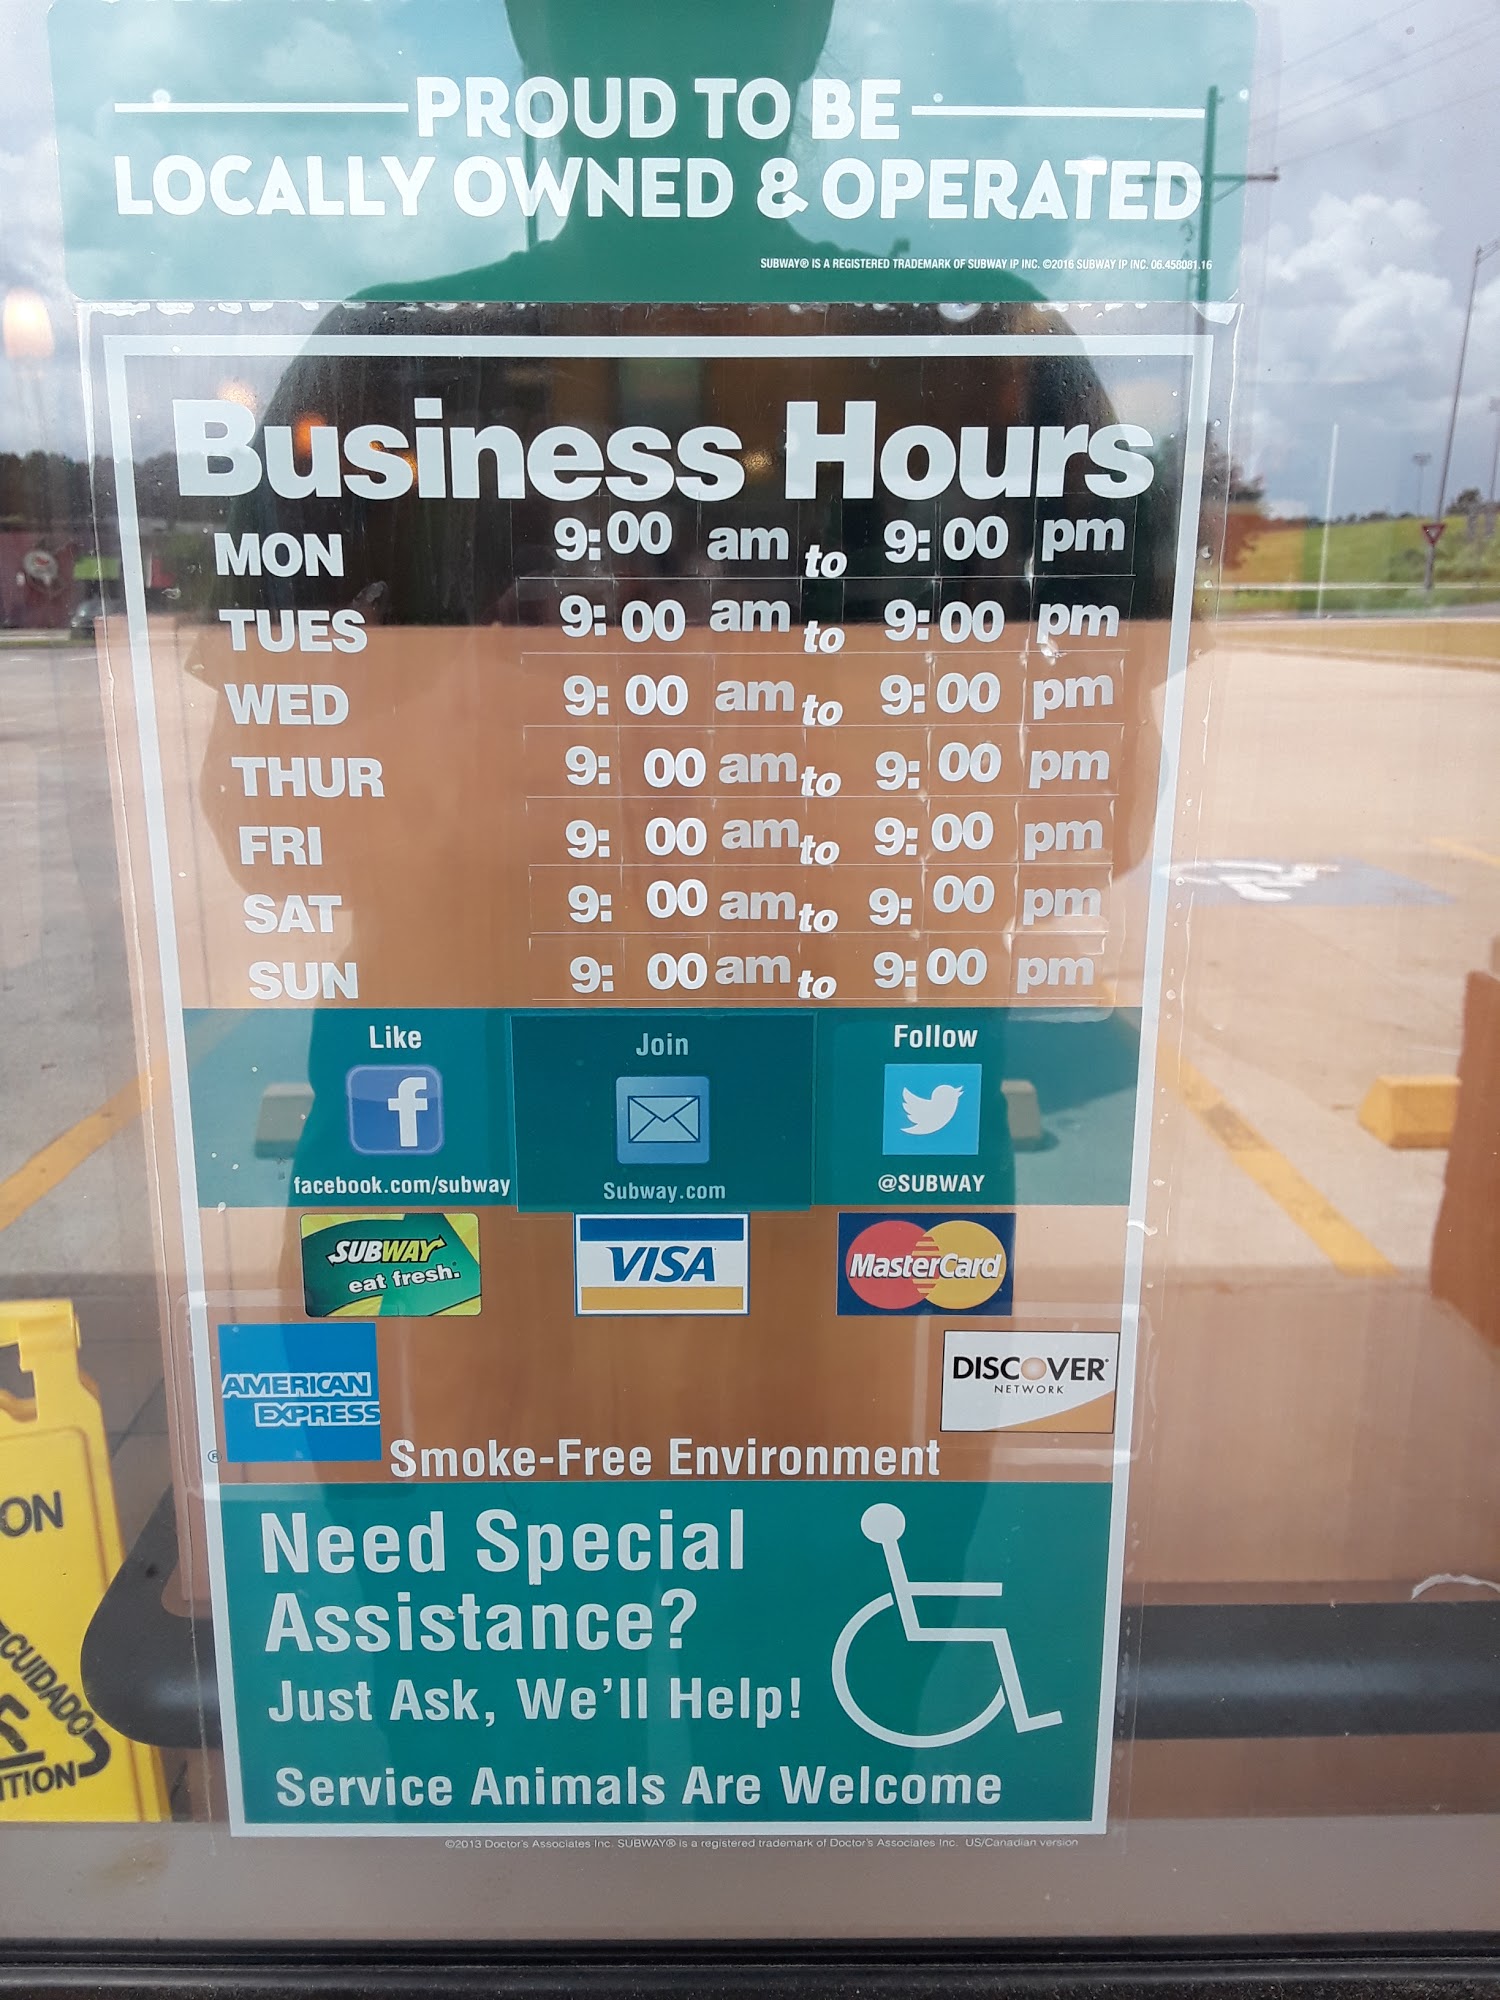 PROUD TO BE
LOCALLY OWNED & OPERATED
SUBWAY® IS A REGISTERED TRADEMARK OF SUBWAY IP INC. ©2016 SUBWAY IP INC. 06.458081.16
Business Hours
MON 9:00 am to 9:00 pm
TUES 9:00 am to 9:00 pm
WED 9:00 am to 9:00 pm
THUR 9:00 am to 9:00 pm
FRI 9:00 am to 9:00 pm
SAT 9:00 am to 9:00 pm
SUN 9:00 am to 9:00 pm
Like Join Follow
f
facebook.com/subway Subway.com @SUBWAY
SUBWAY
eat fresh.
VISA
MasterCard
AMERICAN
EXPRESS
®
DISCOVER
NETWORK
Smoke-Free Environment
Need Special
Assistance?
Just Ask, We'll Help!
Service Animals Are Welcome
©2013 Doctor's Associates Inc. SUBWAY® is a registered trademark of Doctor's Associates Inc. US/Canadian version
ON
CUIDADO
TION